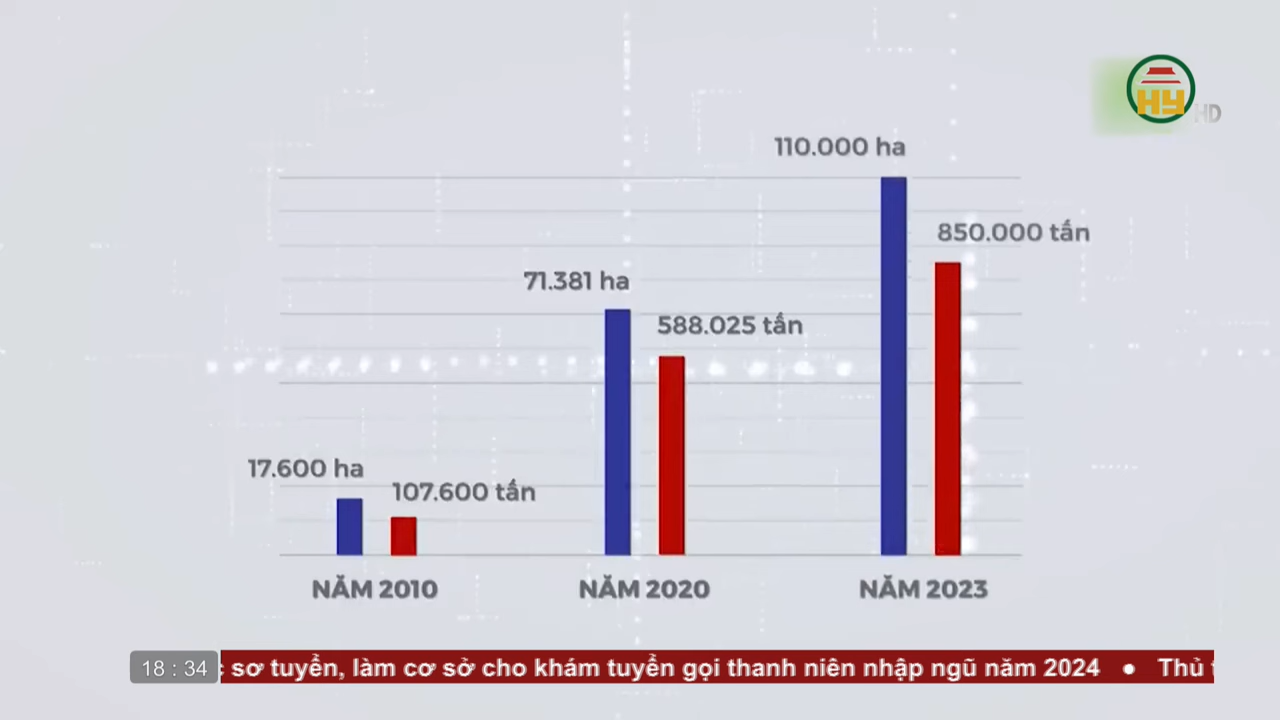 HY HD
110.000 ha
850.000 tấn
71.381 ha
588.025 tấn
17.600 ha
107.600 tấn
NĂM 2010
NĂM 2020
NĂM 2023
18 : 34
sơ tuyển, làm cơ sở cho khám tuyển gọi thanh niên nhập ngũ năm 2024 ● Thủ